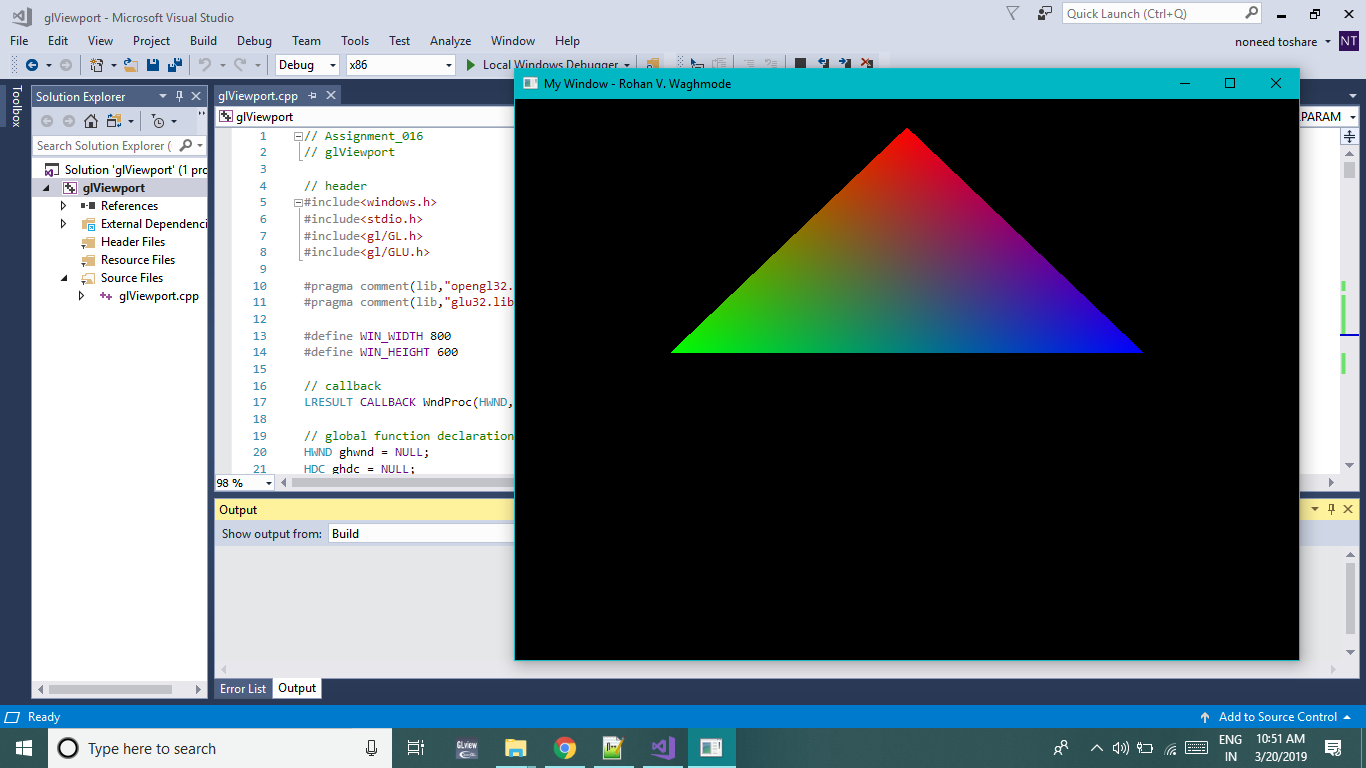 glViewport - Microsoft Visual Studio
Quick Launch (Ctrl+Q)
File Edit View Project Build Debug Team Tools Test Analyze Window Help
noneed toshare NT
Debug x86 Local Windows Debugger
My Window - Rohan V. Waghmode
Toolbox
Solution Explorer
Search Solution Explorer (
Solution 'glViewport' (1 pro
glViewport
References
External Dependenci
Header Files
Resource Files
Source Files
glViewport.cpp
glViewport.cpp
glViewport
PARAM
1 // Assignment_016
2 // glViewport
3
4 // header
5 #include<windows.h>
6 #include<stdio.h>
7 #include<gl/GL.h>
8 #include<gl/GLU.h>
9
10 #pragma comment(lib,"opengl32.
11 #pragma comment(lib,"glu32.lib
12
13 #define WIN_WIDTH 800
14 #define WIN_HEIGHT 600
15
16 // callback
17 LRESULT CALLBACK WndProc(HWND,
18
19 // global function declaration
20 HWND ghwnd = NULL;
21 HDC ghdc = NULL;
98 %
Output
Show output from: Build
Error List Output
Ready
Add to Source Control
Type here to search
GLview
ENG
IN
10:51 AM
3/20/2019